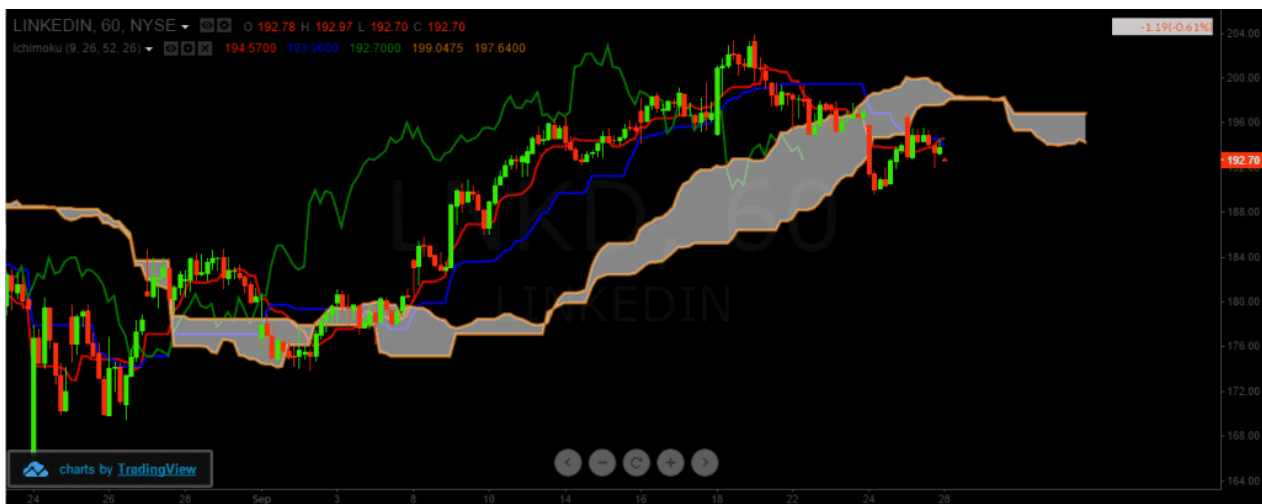 LINKEDIN, 60, NYSE O 192.78 H 192.97 L 192.70 C 192.70
-1.19(-0.61%)
Ichimoku (9, 26, 52, 26) 194.5700 193.9600 192.7000 199.0475 197.6400
204.00
200.00
196.00
192.70
188.00
184.00
180.00
176.00
172.00
168.00
164.00
LNKD, 60
LINKEDIN
charts by TradingView
24 26 28 Sep 3 8 10 14 16 18 22 24 28